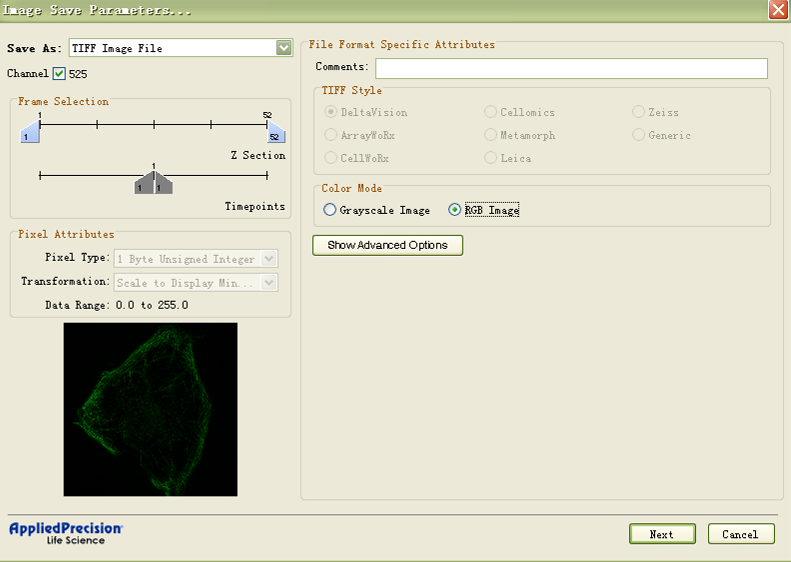 Image Save Parameters...
Save As: TIFF Image File
Channel 525
Frame Selection
1 52
1 52
Z Section
1
1 1
Timepoints
Pixel Attributes
Pixel Type: 1 Byte Unsigned Integer
Transformation: Scale to Display Min...
Data Range: 0.0 to 255.0
File Format Specific Attributes
Comments:
TIFF Style
DeltaVision Cellomics Zeiss
ArrayWoRx Metamorph Generic
CellWoRx Leica
Color Mode
Grayscale Image RGB Image
Show Advanced Options
AppliedPrecision
Life Science
Next Cancel